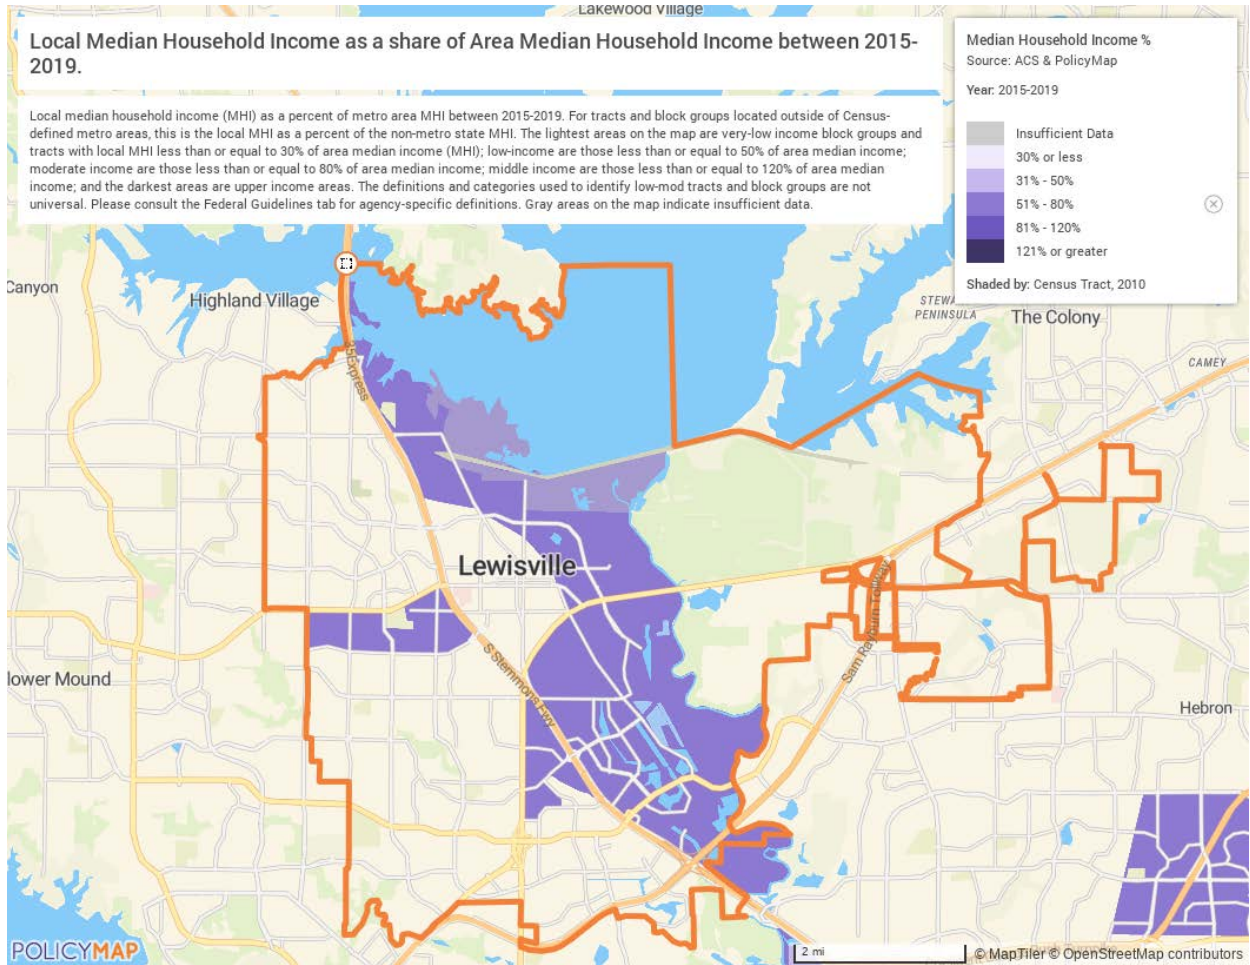 Lakewood Village
Local Median Household Income as a share of Area Median Household Income between 2015-
2019.
Local median household income (MHI) as a percent of metro area MHI between 2015-2019. For tracts and block groups located outside of Census-
defined metro areas, this is the local MHI as a percent of the non-metro state MHI. The lightest areas on the map are very-low income block groups and
tracts with local MHI less than or equal to 30% of area median income (MHI); low-income are those less than or equal to 50% of area median income;
moderate income are those less than or equal to 80% of area median income; middle income are those less than or equal to 120% of area median
income; and the darkest areas are upper income areas. The definitions and categories used to identify low-mod tracts and block groups are not
universal. Please consult the Federal Guidelines tab for agency-specific definitions. Gray areas on the map indicate insufficient data.
Median Household Income %
Source: ACS & PolicyMap
Year: 2015-2019
Insufficient Data
30% or less
31% - 50%
51% - 80%
81% - 120%
121% or greater
Shaded by: Census Tract, 2010
Canyon
Highland Village
STEWA
PENINSULA
The Colony
CAMEY
35Express
Lewisville
Sam Rayburn Tollway
S Stemmons Fwy
lower Mound
Hebron
POLICYMAP
2 mi
© MapTiler © OpenStreetMap contributors